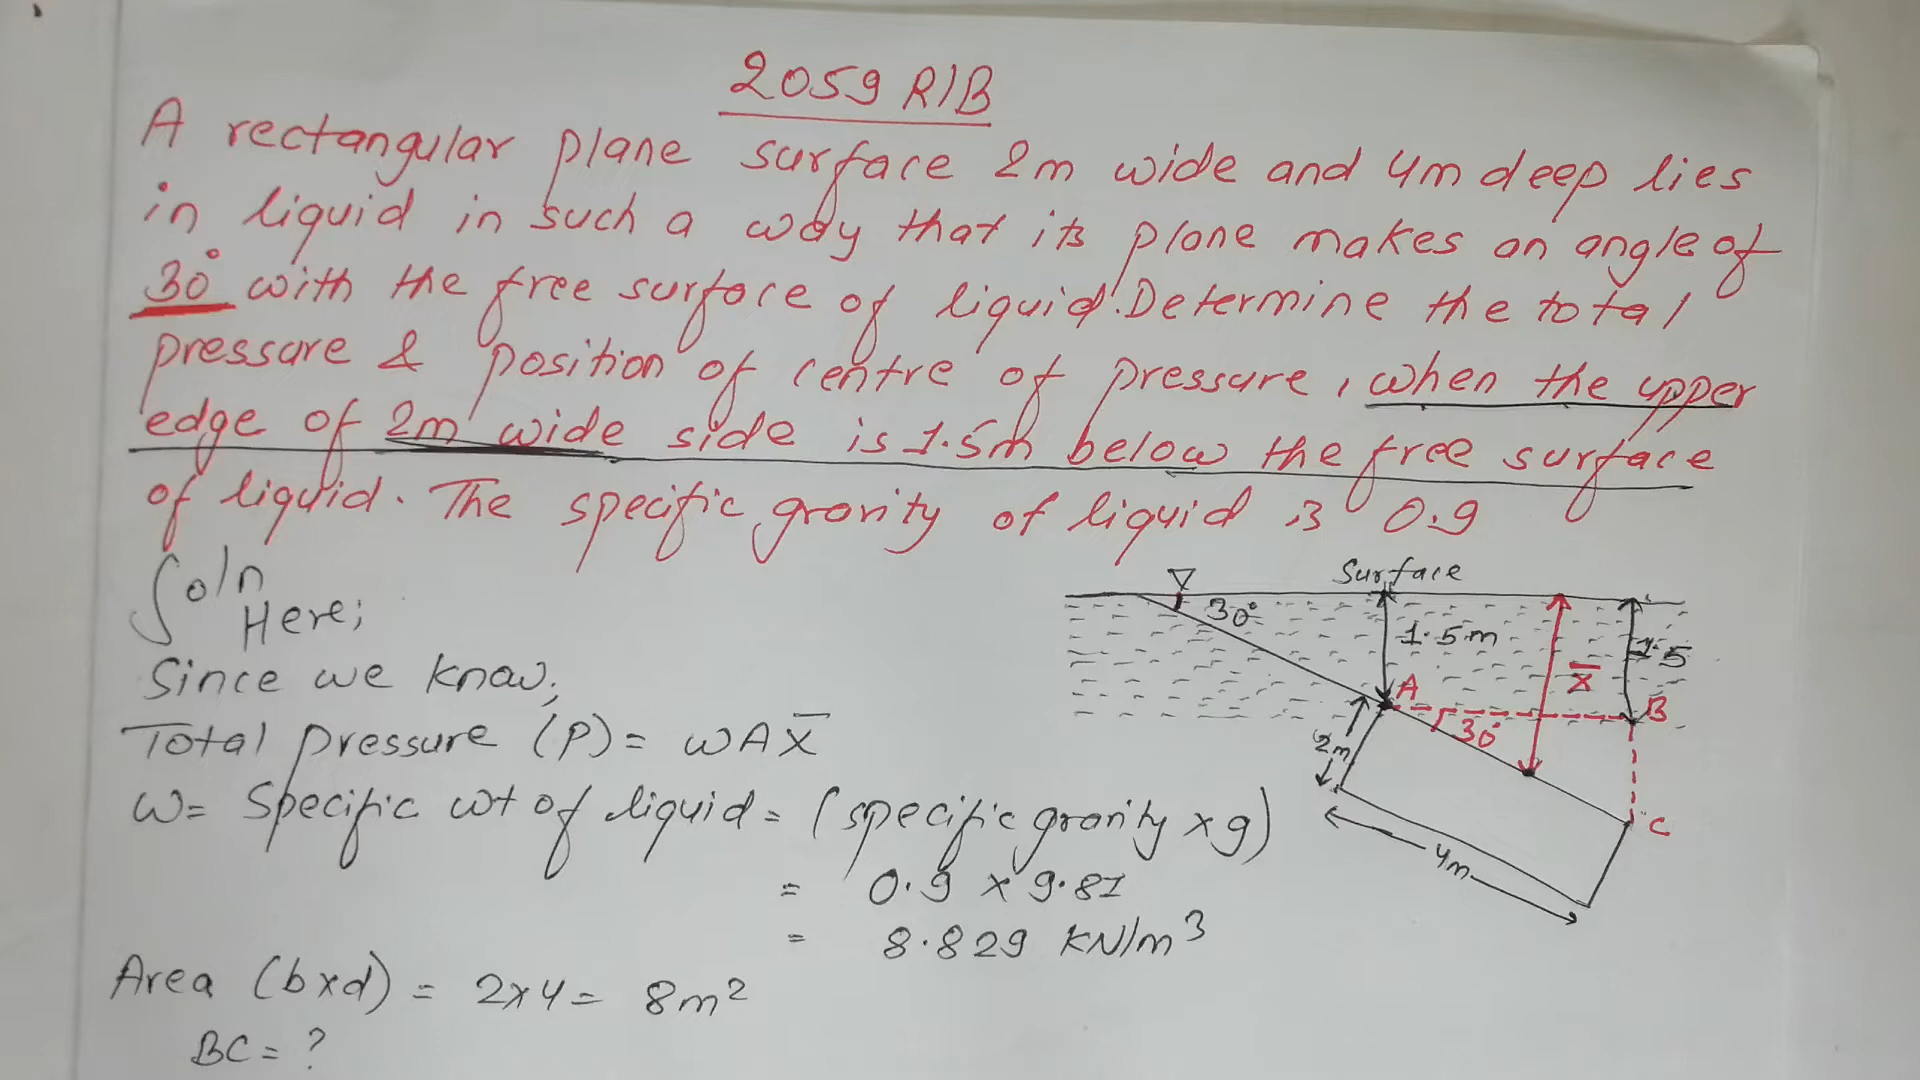 2059 R/B
A rectangular plane surface 2m wide and 4m deep lies
in liquid in such a way that its plane makes an angle of
30° with the free surface of liquid. Determine the total
pressure & position of centre of pressure, when the upper
edge of 2m wide side is 1.5m below the free surface
of liquid. The specific gravity of liquid is 0.9
Soln
Here;
Since we know;
Total pressure (P) = wAx̄
w = Specific wt of liquid = (specific gravity x g)
= 0.9 x 9.81
= 8.829 KN/m³
Area (bxd) = 2x4 = 8m²
BC = ?
Surface
30°
1.5m
x̄
1.5
A
B
30°
2m
C
4m